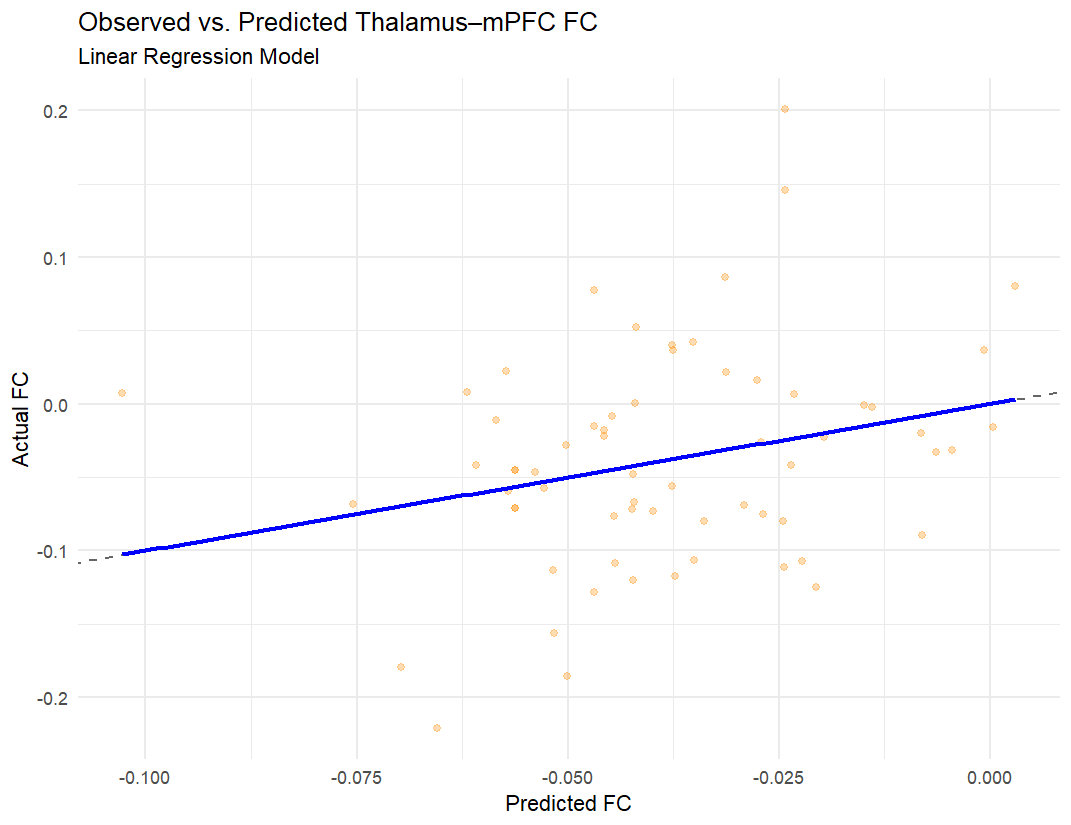 Observed vs. Predicted Thalamus–mPFC FC
Linear Regression Model
0.2
0.1
0.0
-0.1
-0.2
Actual FC
-0.100
-0.075
-0.050
-0.025
0.000
Predicted FC